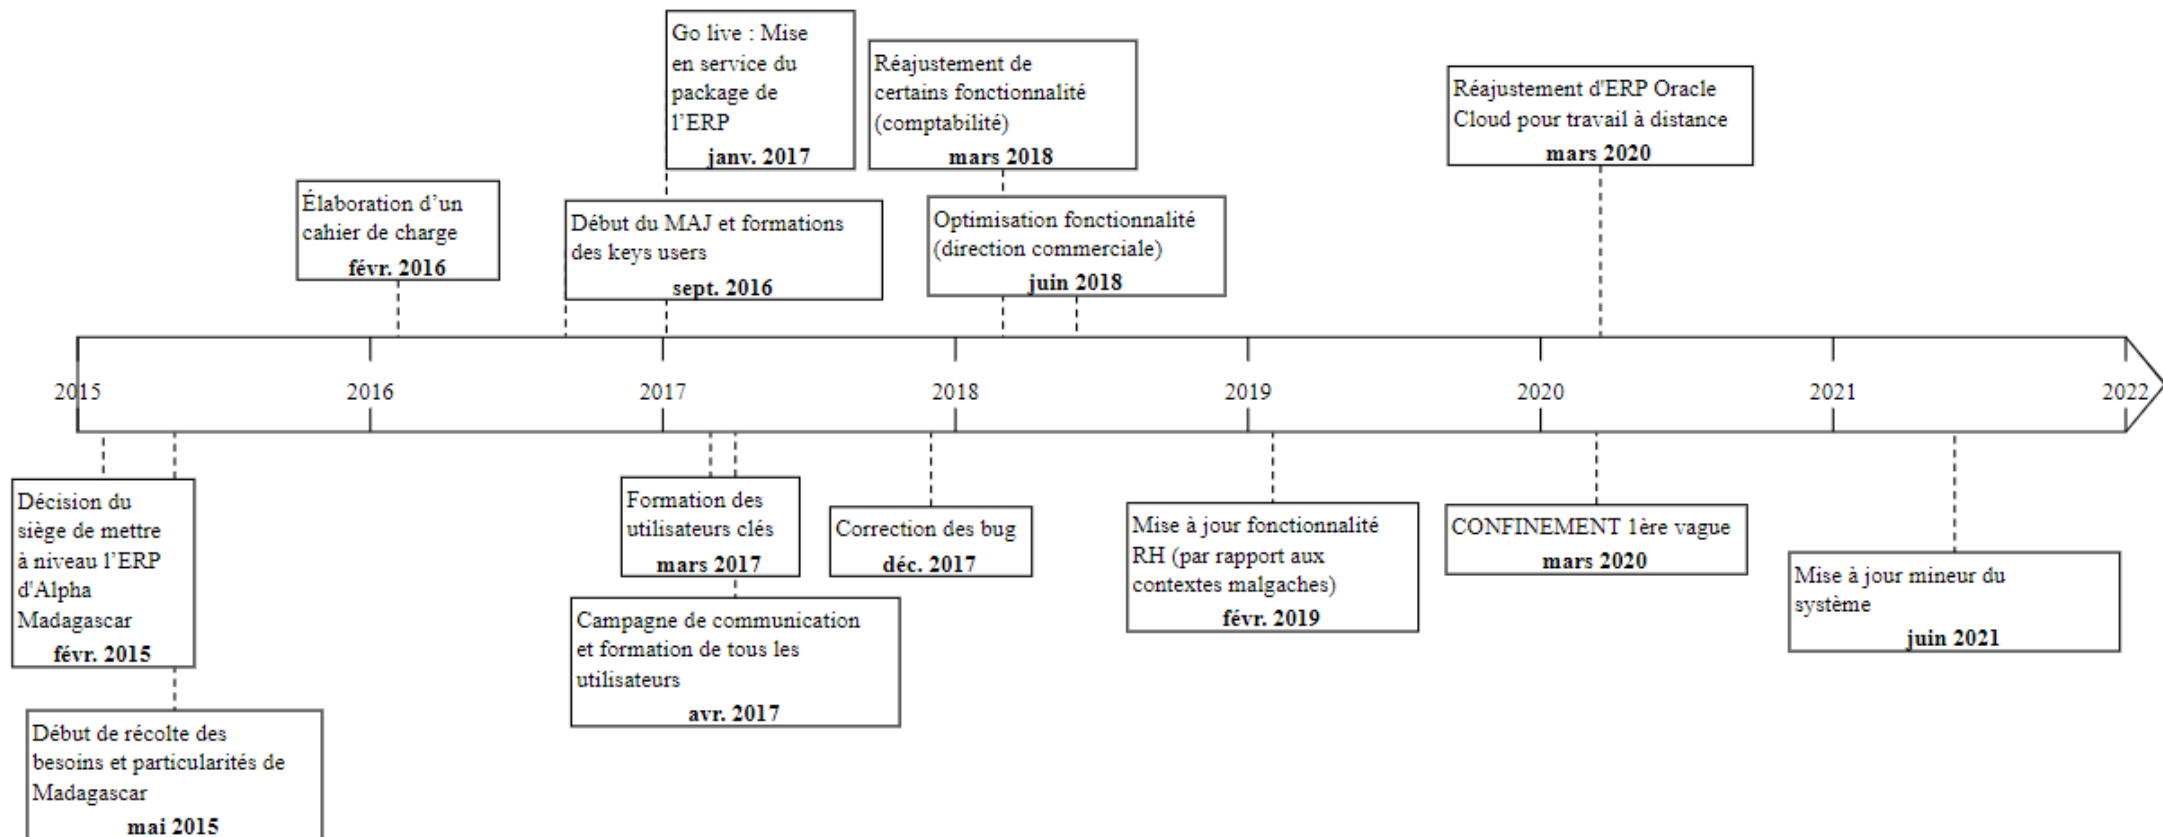 Go live : Mise
en service du
package de
l’ERP
janv. 2017
Réajustement de
certains fonctionnalité
(comptabilité)
mars 2018
Réajustement d'ERP Oracle
Cloud pour travail à distance
mars 2020
Élaboration d’un
cahier de charge
févr. 2016
Début du MAJ et formations
des keys users
sept. 2016
Optimisation fonctionnalité
(direction commerciale)
juin 2018
2015 2016 2017 2018 2019 2020 2021 2022
Décision du
siège de mettre
à niveau l’ERP
d'Alpha
Madagascar
févr. 2015
Formation des
utilisateurs clés
mars 2017
Correction des bug
déc. 2017
Mise à jour fonctionnalité
RH (par rapport aux
contextes malgaches)
févr. 2019
CONFINEMENT 1ère vague
mars 2020
Mise à jour mineur du
système
juin 2021
Campagne de communication
et formation de tous les
utilisateurs
avr. 2017
Début de récolte des
besoins et particularités de
Madagascar
mai 2015